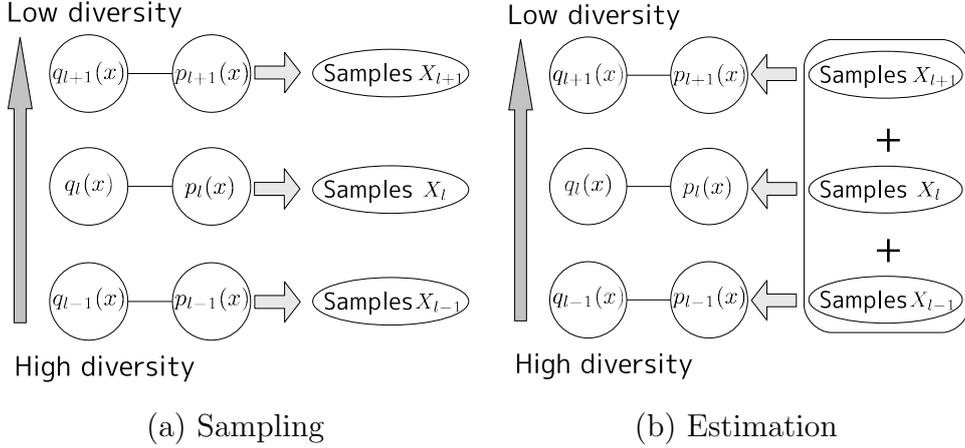 Low diversity
q_{l+1}(x) p_{l+1}(x) Samples X_{l+1}
q_l(x) p_l(x) Samples X_l
q_{l-1}(x) p_{l-1}(x) Samples X_{l-1}
High diversity
(a) Sampling
Low diversity
q_{l+1}(x) p_{l+1}(x) Samples X_{l+1}
+
q_l(x) p_l(x) Samples X_l
+
q_{l-1}(x) p_{l-1}(x) Samples X_{l-1}
High diversity
(b) Estimation